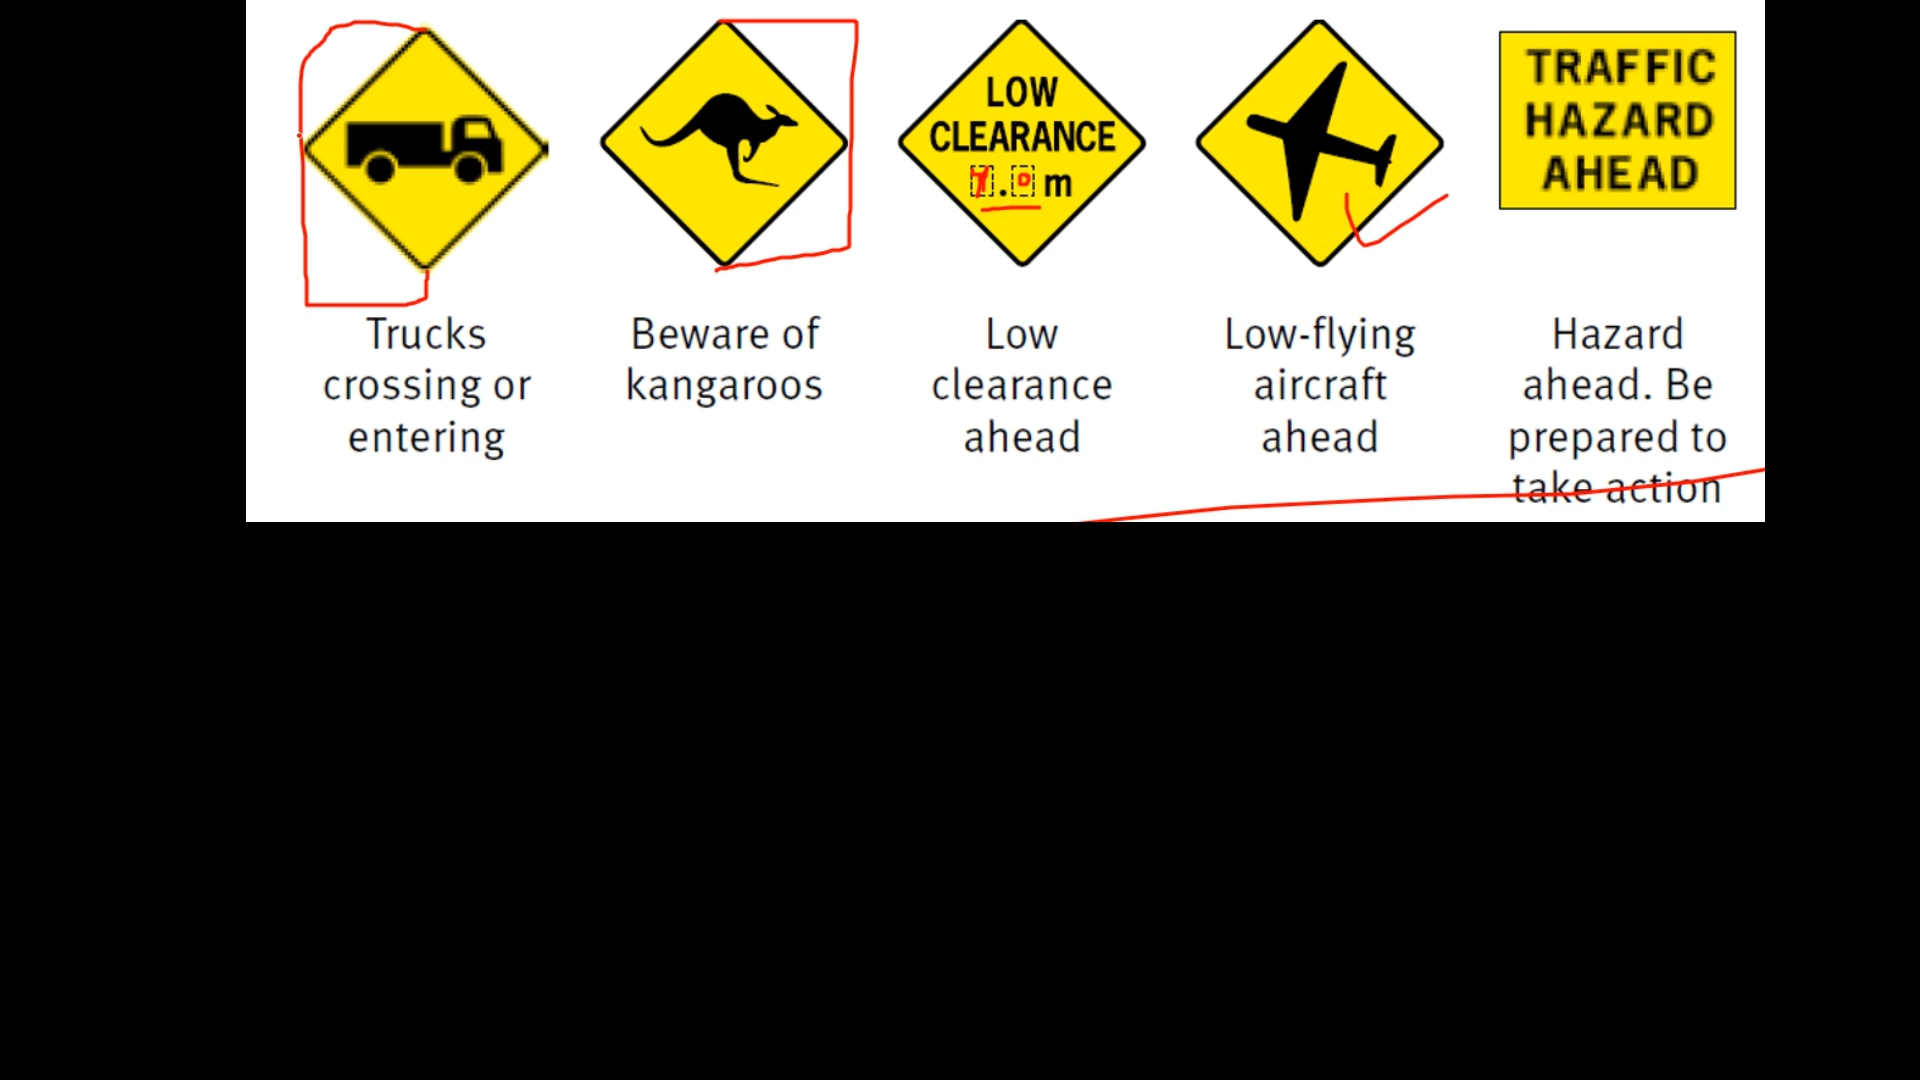 LOW
CLEARANCE
. m
TRAFFIC
HAZARD
AHEAD
Trucks
crossing or
entering
Beware of
kangaroos
Low
clearance
ahead
Low-flying
aircraft
ahead
Hazard
ahead. Be
prepared to
take action